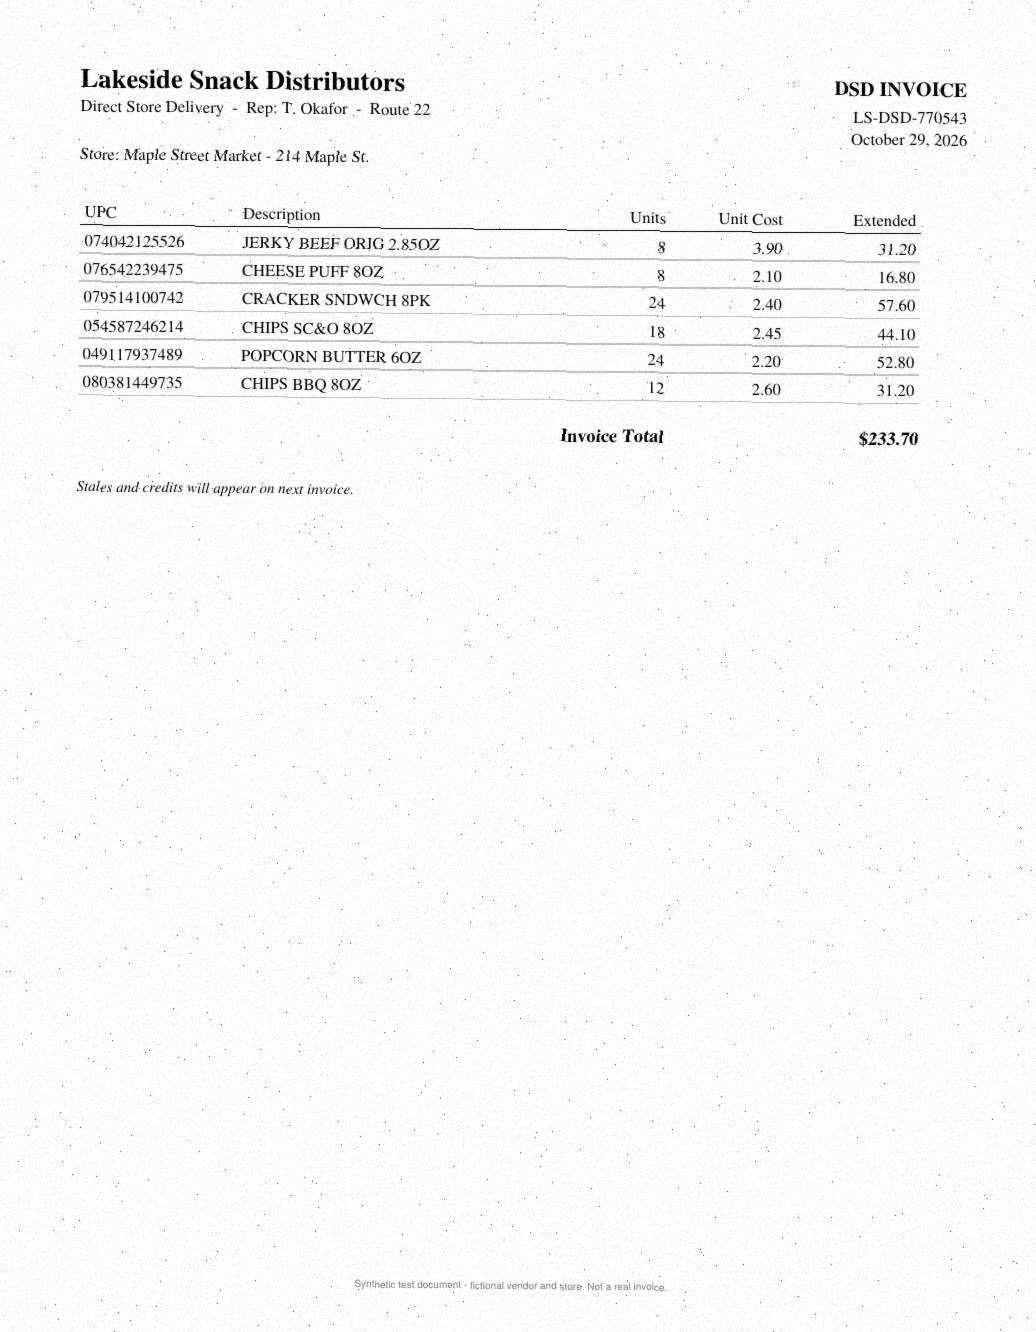 Lakeside Snack Distributors
Direct Store Delivery - Rep: T. Okafor - Route 22
DSD INVOICE
LS-DSD-770543
October 29, 2026
Store: Maple Street Market - 214 Maple St.
UPC Description Units Unit Cost Extended
074042125526 JERKY BEEF ORIG 2.85OZ 8 3.90 31.20
076542239475 CHEESE PUFF 8OZ 8 2.10 16.80
079514100742 CRACKER SNDWCH 8PK 24 2.40 57.60
054587246214 CHIPS SC&O 8OZ 18 2.45 44.10
049117937489 POPCORN BUTTER 6OZ 24 2.20 52.80
080381449735 CHIPS BBQ 8OZ 12 2.60 31.20
Invoice Total $233.70
Stales and credits will appear on next invoice.
Synthetic test document - fictional vendor and store. Not a real invoice.